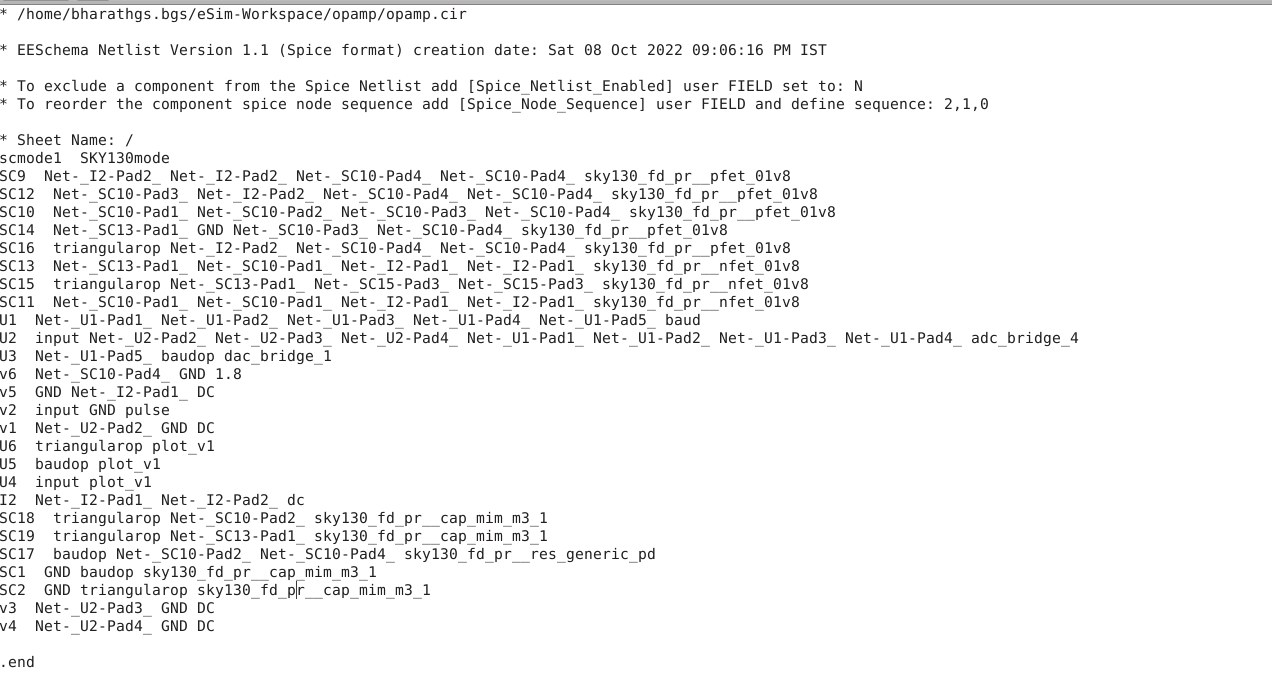 * /home/bharathgs.bgs/eSim-Workspace/opamp/opamp.cir
* EESchema Netlist Version 1.1 (Spice format) creation date: Sat 08 Oct 2022 09:06:16 PM IST
* To exclude a component from the Spice Netlist add [Spice_Netlist_Enabled] user FIELD set to: N
* To reorder the component spice node sequence add [Spice_Node_Sequence] user FIELD and define sequence: 2,1,0
* Sheet Name: /
scmode1  SKY130mode
SC9  Net-_I2-Pad2_ Net-_I2-Pad2_ Net-_SC10-Pad4_ Net-_SC10-Pad4_ sky130_fd_pr__pfet_01v8
SC12  Net-_SC10-Pad3_ Net-_I2-Pad2_ Net-_SC10-Pad4_ Net-_SC10-Pad4_ sky130_fd_pr__pfet_01v8
SC10  Net-_SC10-Pad1_ Net-_SC10-Pad2_ Net-_SC10-Pad3_ Net-_SC10-Pad4_ sky130_fd_pr__pfet_01v8
SC14  Net-_SC13-Pad1_ GND Net-_SC10-Pad3_ Net-_SC10-Pad4_ sky130_fd_pr__pfet_01v8
SC16  triangularop Net-_I2-Pad2_ Net-_SC10-Pad4_ Net-_SC10-Pad4_ sky130_fd_pr__pfet_01v8
SC13  Net-_SC13-Pad1_ Net-_SC10-Pad1_ Net-_I2-Pad1_ Net-_I2-Pad1_ sky130_fd_pr__nfet_01v8
SC15  triangularop Net-_SC13-Pad1_ Net-_SC15-Pad3_ Net-_SC15-Pad3_ sky130_fd_pr__nfet_01v8
SC11  Net-_SC10-Pad1_ Net-_SC10-Pad1_ Net-_I2-Pad1_ Net-_I2-Pad1_ sky130_fd_pr__nfet_01v8
U1  Net-_U1-Pad1_ Net-_U1-Pad2_ Net-_U1-Pad3_ Net-_U1-Pad4_ Net-_U1-Pad5_ baud
U2  input Net-_U2-Pad2_ Net-_U2-Pad3_ Net-_U2-Pad4_ Net-_U1-Pad1_ Net-_U1-Pad2_ Net-_U1-Pad3_ Net-_U1-Pad4_ adc_bridge_4
U3  Net-_U1-Pad5_ baudop dac_bridge_1
v6  Net-_SC10-Pad4_ GND 1.8
v5  GND Net-_I2-Pad1_ DC
v2  input GND pulse
v1  Net-_U2-Pad2_ GND DC
U6  triangularop plot_v1
U5  baudop plot_v1
U4  input plot_v1
I2  Net-_I2-Pad1_ Net-_I2-Pad2_ dc
SC18  triangularop Net-_SC10-Pad2_ sky130_fd_pr__cap_mim_m3_1
SC19  triangularop Net-_SC13-Pad1_ sky130_fd_pr__cap_mim_m3_1
SC17  baudop Net-_SC10-Pad2_ Net-_SC10-Pad4_ sky130_fd_pr__res_generic_pd
SC1  GND baudop sky130_fd_pr__cap_mim_m3_1
SC2  GND triangularop sky130_fd_pr__cap_mim_m3_1
v3  Net-_U2-Pad3_ GND DC
v4  Net-_U2-Pad4_ GND DC
.end